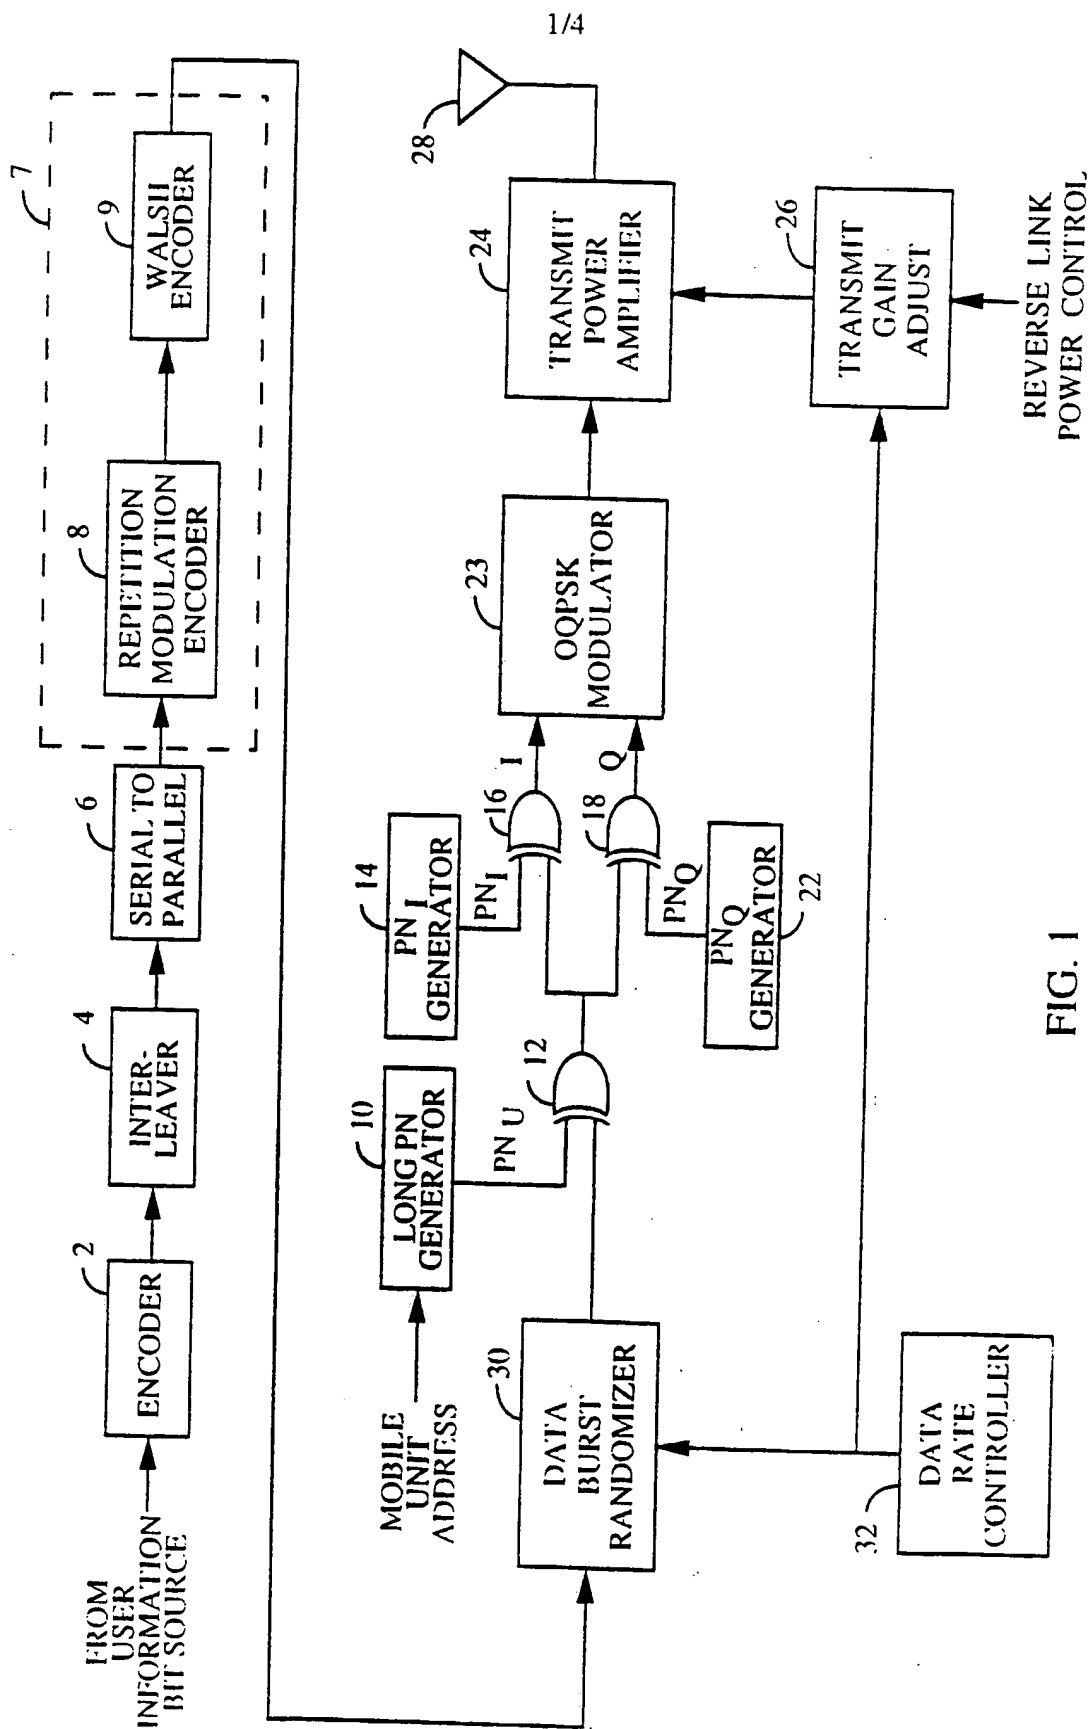 1/4
FROM
USER
INFORMATION
BIT SOURCE
2
ENCODER
4
INTER-
LEAVER
6
SERIAL TO
PARALLEL
7
8
REPETITION
MODULATION
ENCODER
9
WALSH
ENCODER
MOBILE
UNIT
ADDRESS
10
LONG PN
GENERATOR
PN U
12
14
PN I
GENERATOR
PN I
16
I
18
Q
PN Q
PN Q
GENERATOR
22
23
OQPSK
MODULATOR
24
TRANSMIT
POWER
AMPLIFIER
28
26
TRANSMIT
GAIN
ADJUST
REVERSE LINK
POWER CONTROL
30
DATA
BURST
RANDOMIZER
32
DATA
RATE
CONTROLLER
FIG. 1